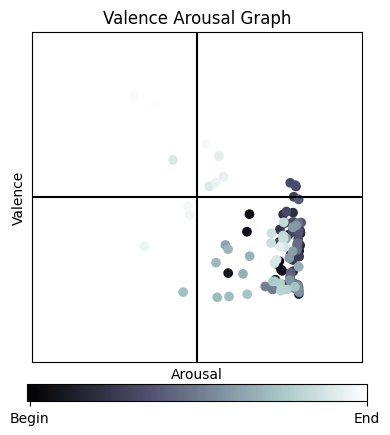 Valence Arousal Graph
Valence
Arousal
Begin
End